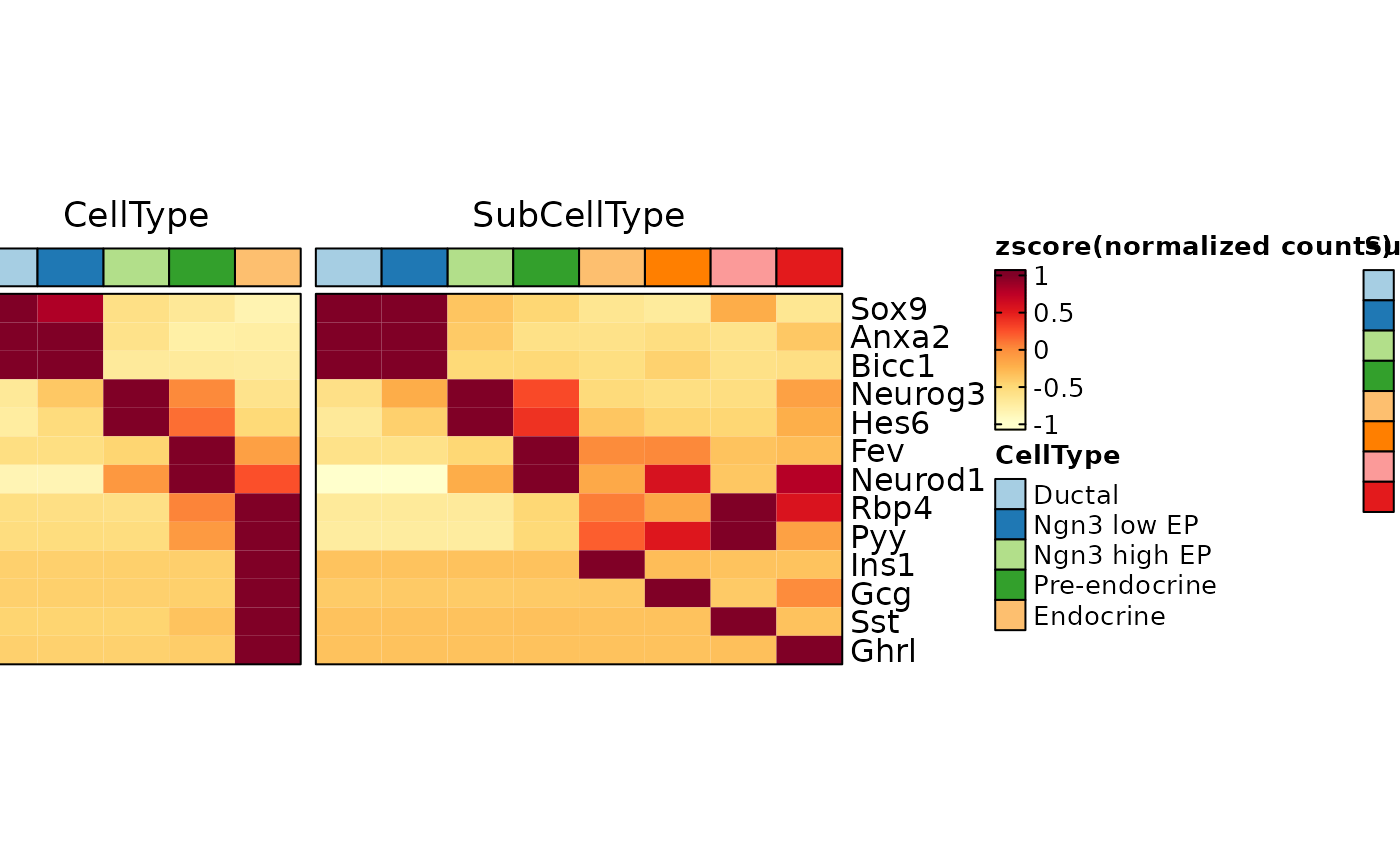 CellType
SubCellType
Sox9
Anxa2
Bicc1
Neurog3
Hes6
Fev
Neurod1
Rbp4
Pyy
Ins1
Gcg
Sst
Ghrl
zscore(normalized counts)
1
0.5
0
-0.5
-1
CellType
Ductal
Ngn3 low EP
Ngn3 high EP
Pre-endocrine
Endocrine